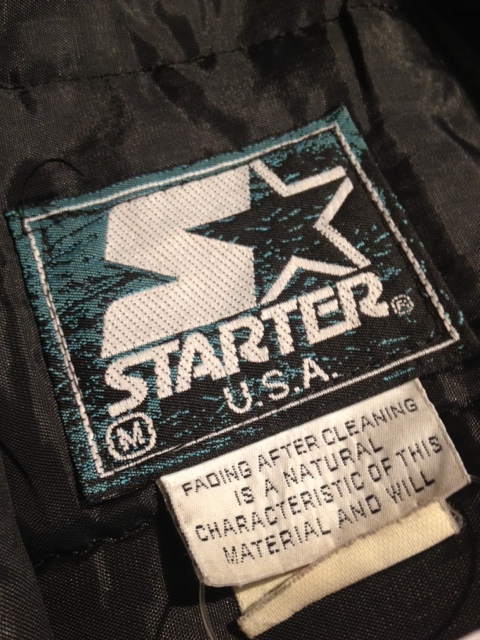 S
STARTER®
U.S.A.
M
FADING AFTER CLEANING
IS A NATURAL
CHARACTERISTIC OF THIS
MATERIAL AND WILL